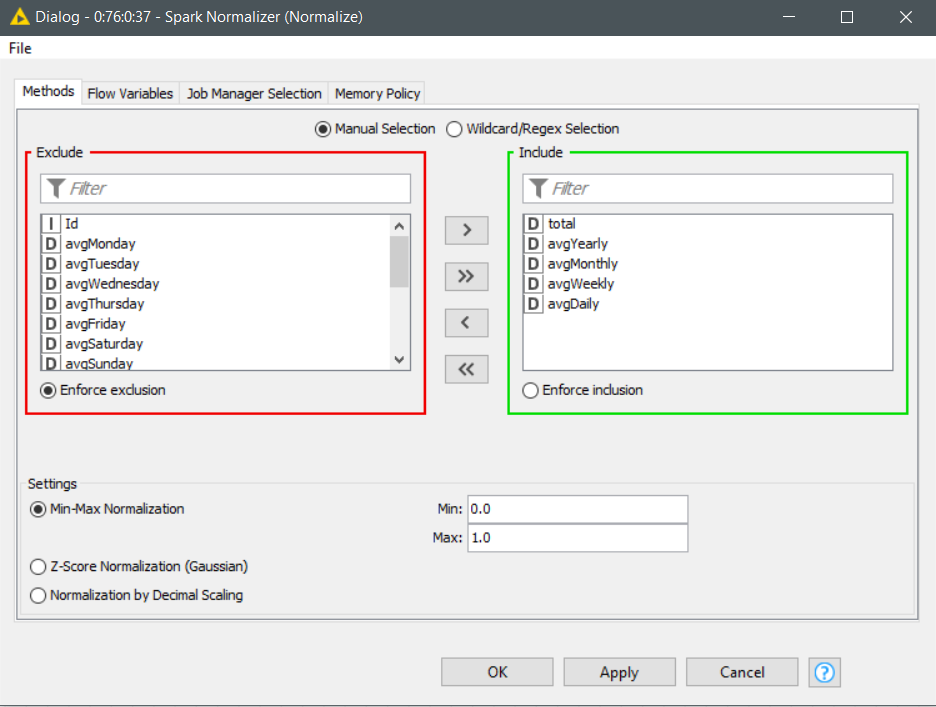 Dialog - 0:76:0:37 - Spark Normalizer (Normalize)
File
Methods Flow Variables Job Manager Selection Memory Policy
Manual Selection Wildcard/Regex Selection
Exclude
Filter
I Id
D avgMonday
D avgTuesday
D avgWednesday
D avgThursday
D avgFriday
D avgSaturday
D avgSunday
Enforce exclusion
>
>>
<
<<
Include
Filter
D total
D avgYearly
D avgMonthly
D avgWeekly
D avgDaily
Enforce inclusion
Settings
Min-Max Normalization
Min: 0.0
Max: 1.0
Z-Score Normalization (Gaussian)
Normalization by Decimal Scaling
OK Apply Cancel ?